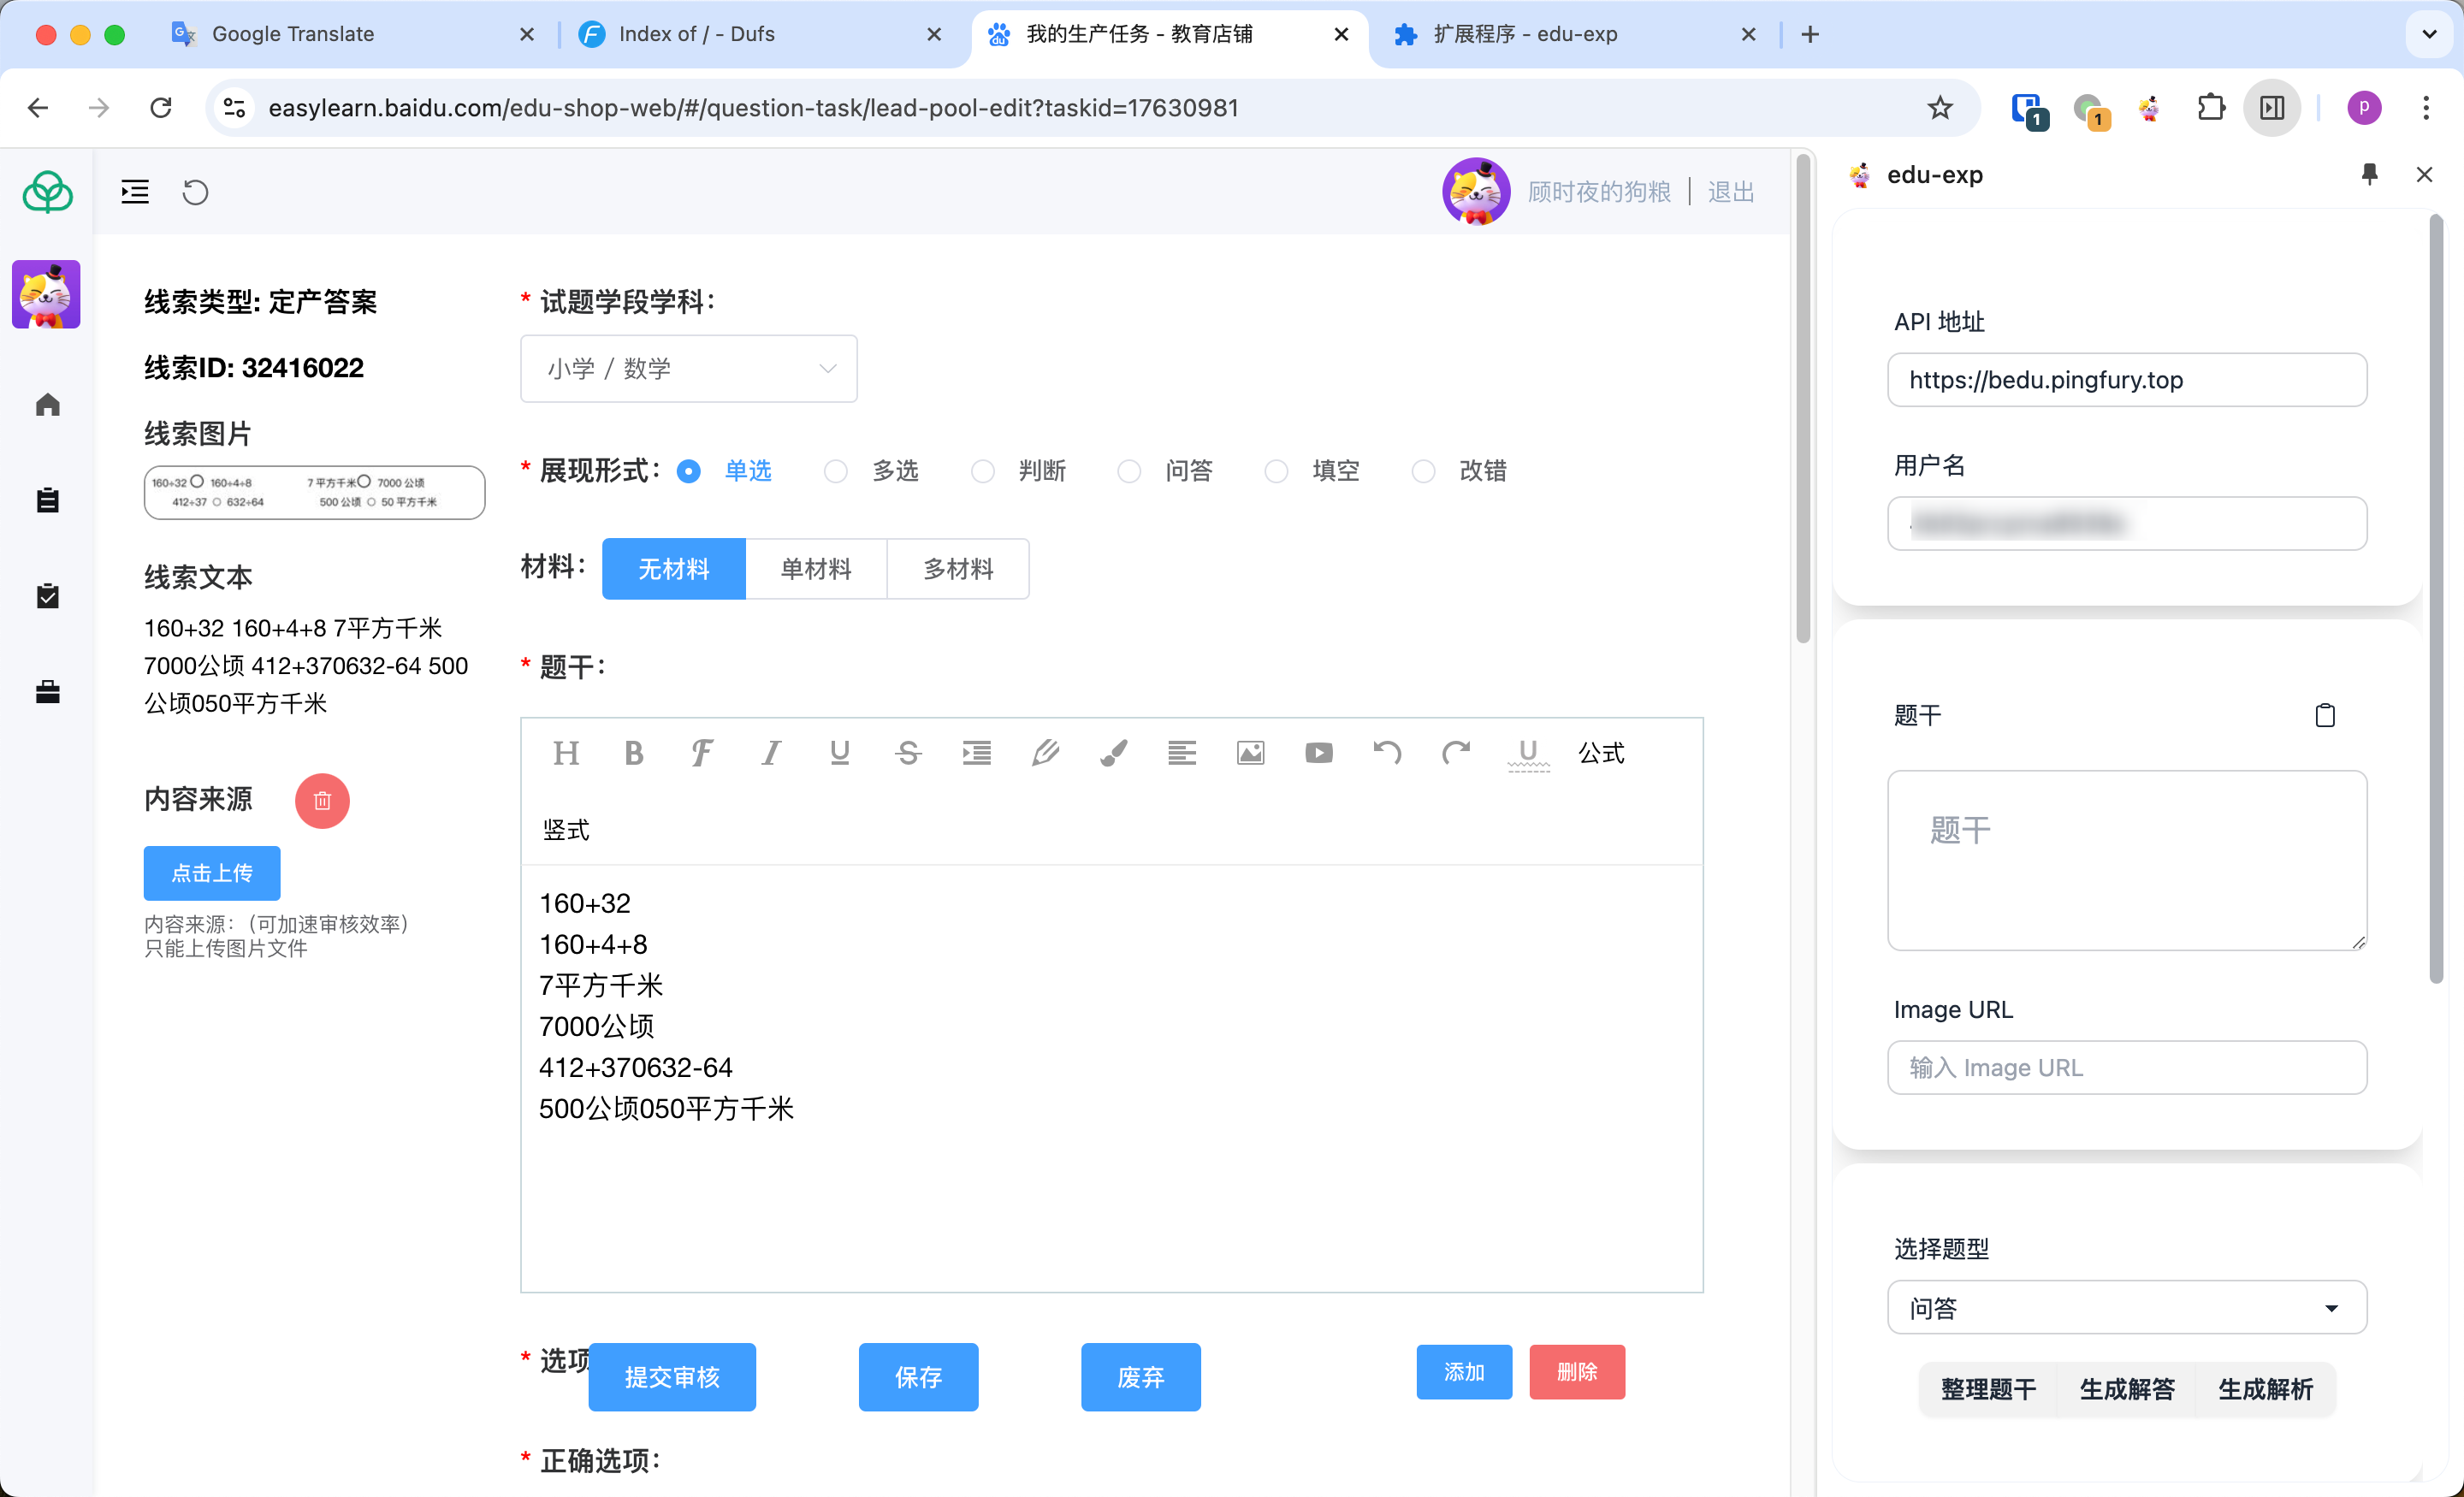 Google Translate
Index of / - Dufs
我的生产任务 - 教育店铺
扩展程序 - edu-exp
easylearn.baidu.com/edu-shop-web/#/question-task/lead-pool-edit?taskid=17630981
1
1
p
顾时夜的狗粮
退出
线索类型: 定产答案
线索ID: 32416022
线索图片
160÷32 160÷4÷8 7 平方千米 7000 公顷
412÷37 632÷64 500 公顷 50 平方千米
线索文本
160+32 160+4+8 7平方千米
7000公顷 412+370632-64 500
公顷050平方千米
内容来源
点击上传
内容来源：（可加速审核效率）
只能上传图片文件
* 试题学段学科：
小学 / 数学
* 展现形式： 单选 多选 判断 问答 填空 改错
材料： 无材料 单材料 多材料
* 题干：
公式
竖式
160+32
160+4+8
7平方千米
7000公顷
412+370632-64
500公顷050平方千米
* 选项
提交审核 保存 废弃 添加 删除
* 正确选项：
edu-exp
API 地址
https://bedu.pingfury.top
用户名
题干
题干
Image URL
输入 Image URL
选择题型
问答
整理题干 生成解答 生成解析